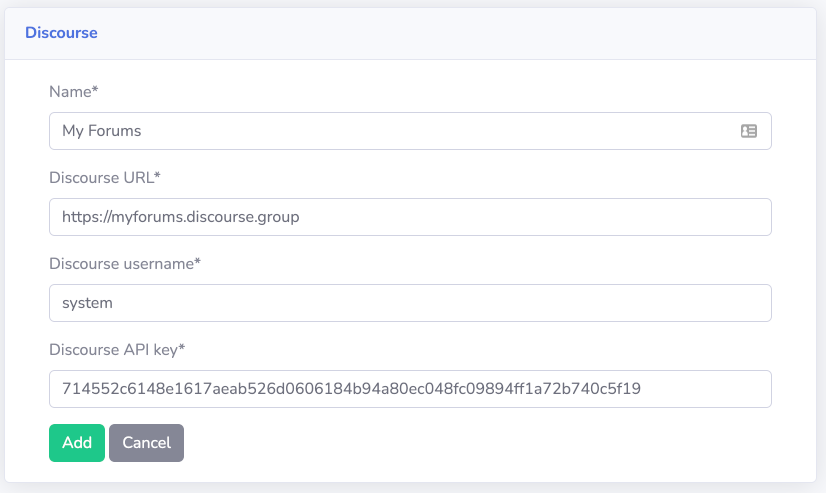 Discourse
Name*
My Forums
Discourse URL*
https://myforums.discourse.group
Discourse username*
system
Discourse API key*
714552c6148e1617aeab526d0606184b94a80ec048fc09894ff1a72b740c5f19
Add Cancel